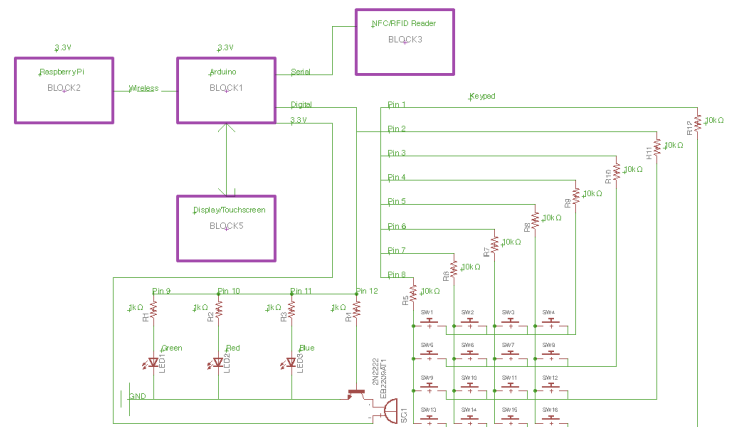 NFC/RFID Reader
BLOCK3
3.3V
3.3V
RaspberryPi
BLOCK2
Wireless
Arduino
BLOCK1
Serial
Digital
3.3V
Pin 1
Keypad
Pin 2
Pin 3
Pin 4
Pin 5
Pin 6
Pin 7
Pin 8
R12
10kΩ
R11
10kΩ
R10
10kΩ
R9
10kΩ
R8
10kΩ
R7
10kΩ
R6
10kΩ
R5
10kΩ
Display/Touchscreen
BLOCK5
Pin 9
Pin 10
Pin 11
Pin 12
1kΩ
R1
1kΩ
R2
1kΩ
R3
1kΩ
R4
Green
LED1
Red
LED2
Blue
LED3
GND
2N2222
SG1
SW1
SW2
SW3
SW4
SW5
SW6
SW7
SW9
SW10
SW11
SW12
SW13
SW14
SW15
SW16